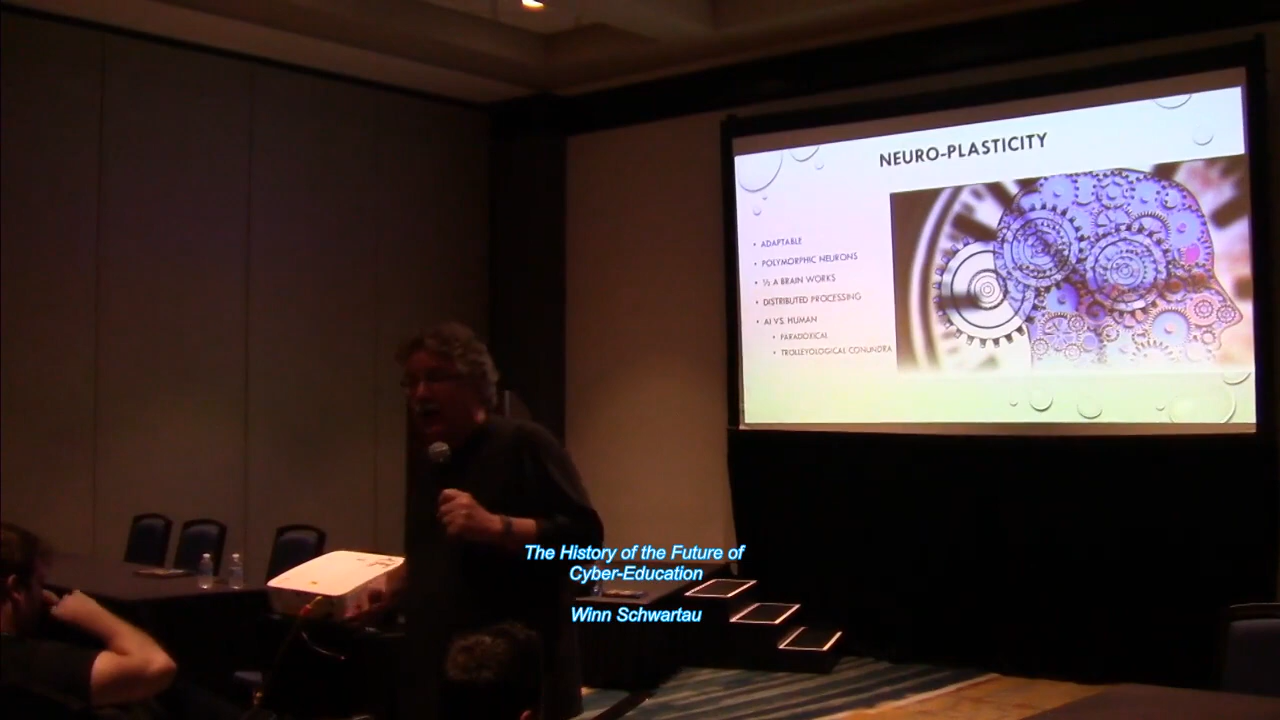 NEURO-PLASTICITY
• ADAPTABLE
• POLYMORPHIC NEURONS
• ½ A BRAIN WORKS
• DISTRIBUTED PROCESSING
• AI VS. HUMAN
• PARADOXICAL
• TROLLEYOLOGICAL CONUNDRA
The History of the Future of
Cyber-Education
Winn Schwartau